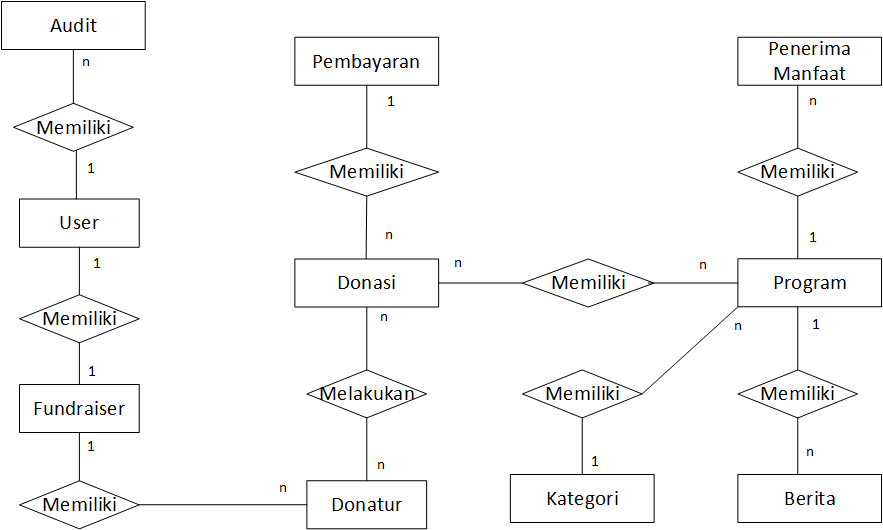 Audit
n
Memiliki
1
User
1
Memiliki
1
Fundraiser
1
Memiliki
n
Donatur
Pembayaran
1
Memiliki
n
Donasi
n
Melakukan
n
n
Memiliki
n
Penerima
Manfaat
n
Memiliki
1
Program
n
Memiliki
1
Kategori
1
Memiliki
n
Berita